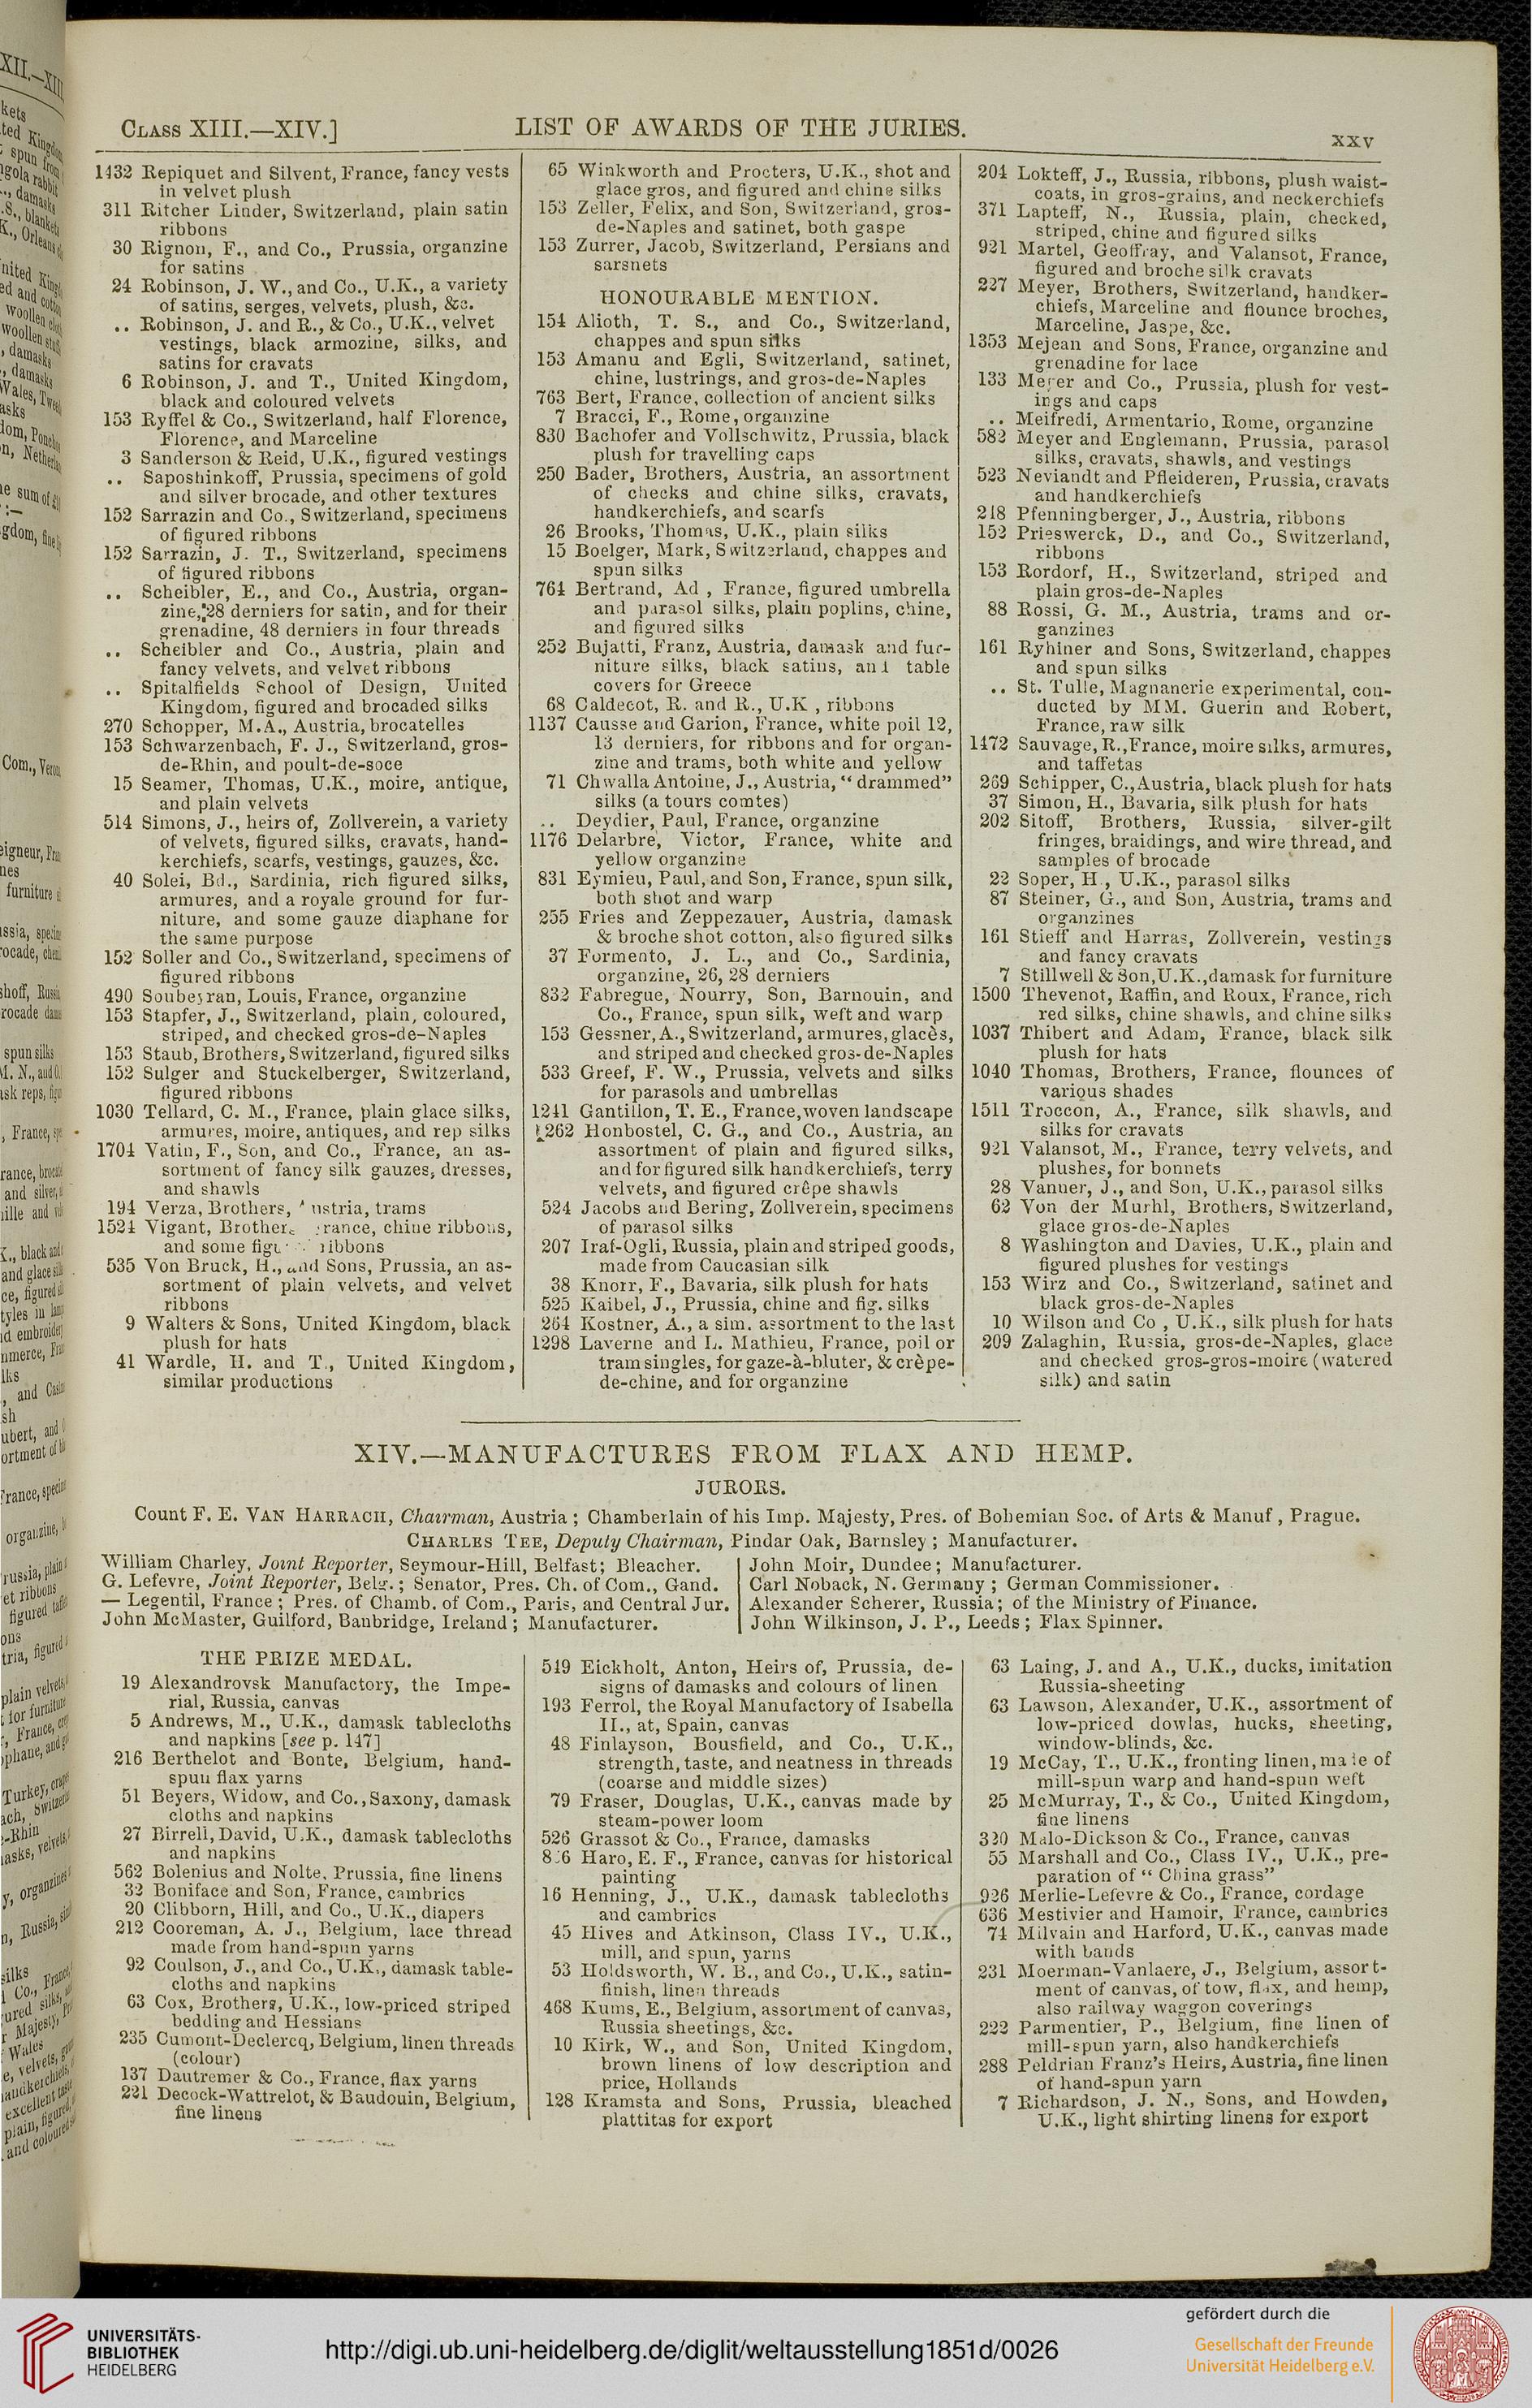 CLASS XIII.—XIV.]
LIST OF AWARDS OF THE JURIES.
xxv
1432 Repiquet and Silvent, France, fancy vests
in velvet plush
311 Ritcher Linder, Switzerland, plain satin
ribbons
30 Rignon, F., and Co., Prussia, organzine
for satins
24 Robinson, J. W., and Co., U.K., a variety
of satins, serges, velvets, plush, &c.
.. Robinson, J. and R., & Co., U.K., velvet
vestings, black armozine, silks, and
satins for cravats
6 Robinson, J. and T., United Kingdom,
black and coloured velvets
153 Ryffel & Co., Switzerland, half Florence,
Florence, and Marceline
3 Sanderson & Reid, U.K., figured vestings
.. Saposhinkoff, Prussia, specimens of gold
and silver brocade, and other textures
152 Sarrazin and Co., Switzerland, specimens
of figured ribbons
152 Sarrazin, J. T., Switzerland, specimens
of figured ribbons
.. Scheibler, E., and Co., Austria, organ-
zine, 28 derniers for satin, and for their
grenadine, 48 derniers in four threads
.. Scheibler and Co., Austria, plain and
fancy velvets, and velvet ribbons
.. Spitalfields School of Design, United
Kingdom, figured and brocaded silks
270 Schopper, M.A., Austria, brocatelles
153 Schwarzenbach, F. J., Switzerland, gros-
de-Rhin, and poult-de-soce
15 Seamer, Thomas, U.K., moire, antique,
and plain velvets
514 Simons, J., heirs of, Zollverein, a variety
of velvets, figured silks, cravats, hand-
kerchiefs, scarfs, vestings, gauzes, &c.
40 Solei, Bd., Sardinia, rich figured silks,
armures, and a royale ground for fur-
niture, and some gauze diaphane for
the same purpose
152 Soller and Co., Switzerland, specimens of
figured ribbons
490 Soubeyran, Louis, France, organzine
153 Stapfer, J., Switzerland, plain, coloured,
striped, and checked gros-de-Naples
153 Staub, Brothers, Switzerland, figured silks
152 Sulger and Stuckelberger, Switzerland,
figured ribbons
1030 Tellard, C. M., France, plain glace silks,
armures, moire, antiques, and rep silks
1704 Vatin, F., Son, and Co., France, an as-
sortment of fancy silk gauzes, dresses,
and shawls
194 Verza, Brothers, ustria, trams
1524 Vigant, Brothers rance, chine ribbons,
and some ribbons
535 Von Bruck, H., and Sons, Prussia, an as-
sortment of plain velvets, and velvet
ribbons
9 Walters & Sons, United Kingdom, black
plush for hats
41 Wardle, H. and T., United Kingdom,
similar productions
65 Winkworth and Procters, U.K., shot and
glace gros, and figured and chine silks
153 Zeller, Felix, and Son, Switzerland, gros-
de-Naples and satinet, both gaspe
153 Zurrer, Jacob, Switzerland, Persians and
sarsnets
HONOURABLE MENTION.
154 Alioth, T. S., and Co., Switzerland,
chappes and spun silks
153 Amanu and Egli, Switzerland, satinet,
chine, lustrings, and gros-de-Naples
763 Bert, France, collection of ancient silks
7 Bracci, F., Rome, organzine
830 Bachofer and Vollschwitz, Prussia, black
plush for travelling caps
250 Bader, Brothers, Austria, an assortment
of checks and chine silks, cravats,
handkerchiefs, and scarfs
26 Brooks, Thomas, U.K., plain silks
15 Boelger, Mark, Switzerland, chappes and
spun silks
764 Bertrand, Ad , France, figured umbrella
and parasol silks, plain poplins, chine,
and figured silks
252 Bujatti, Franz, Austria, damask and fur-
niture silks, black satins, and table
covers for Greece
68 Caldecot, R. and R., U.K , ribbons
1137 Causse and Garion, France, white poil 12,
13 derniers, for ribbons and for organ-
zine and trams, both white and yellow
71 Chwalla Antoine, J., Austria, “drammed”
silks (a tours comtes)
.. Deydier, Paul, France, organzine
1176 Delarbre, Victor, France, white and
yellow organzine
831 Eymieu, Paul, and Son, France, spun silk,
both shot and warp
255 Fries and Zeppezauer, Austria, damask
& broche shot cotton, also figured silks
37 Formento, J. L., and Co., Sardinia,
organzine, 26, 28 derniers
832 Fabregue, Nourry, Son, Barnouin, and
Co., France, spun silk, weft and warp
153 Gessner, A., Switzerland, armures, glacès,
and striped and checked gros-de-Naples
533 Greef, F. W., Prussia, velvets and silks
for parasols and umbrellas
1241 Gantillon, T. E., France, woven landscape
262 Honbostel, C. G., and Co., Austria, an
assortment of plain and figured silks,
and for figured silk handkerchiefs, terry
velvets, and figured crêpe shawls
524 Jacobs and Bering, Zollverein, specimens
of parasol silks
207 Iraf-Ogli, Russia, plain and striped goods,
made from Caucasian silk
38 Knorr, F., Bavaria, silk plush for hats
525 Kaibel, J., Prussia, chine and fig. silks
264 Kostner, A., a sim. assortment to the last
1298 Laverne and L. Mathieu, France, poil or
tram singles, for gaze-à-bluter, & crèpe-
de-chine, and for organzine
204 Lokteff, J., Russia, ribbons, plush waist-
coats, in gros-grains, and neckerchiefs
371 Lapteff, N., Russia, plain, checked,
striped, chine and figured silks
921 Martel, Geoffray, and Valansot, France,
figured and broche silk cravats
227 Meyer, Brothers, Switzerland, handker-
chiefs, Marceline and flounce broches,
Marceline, Jaspe, &c.
1353 Mejean and Sons, France, organzine and
grenadine for lace
133 Meyer and Co., Prussia, plush for vest-
ings and caps
.. Meifredi, Armentario, Rome, organzine
582 Meyer and Englemann, Prussia, parasol
silks, cravats, shawls, and vestings
523 Neviandt and Pfleideren, Prussia, cravats
and handkerchiefs
218 Pfenningberger, J., Austria, ribbons
152 Prieswerck, D., and Co., Switzerland,
ribbons
153 Rordorf, H., Switzerland, striped and
plain gros-de-Naples
88 Rossi, G. M., Austria, trams and or-
ganzines
161 Ryhiner and Sons, Switzerland, chappes
and spun silks
.. St. Tulle, Magnanerie experimental, con-
ducted by MM. Guerin and Robert,
France, raw silk
1472 Sauvage, R., France, moire silks, armures,
and taffetas
269 Schipper, C., Austria, black plush for hats
37 Simon, H., Bavaria, silk plush for hats
202 Sitoff, Brothers, Russia, silver-gilt
fringes, braidings, and wire thread, and
samples of brocade
22 Soper, H , U.K., parasol silks
87 Steiner, G., and Son, Austria, trams and
organzines
161 Stieff and Harras, Zollverein, vestings
and fancy cravats
7 Stillwell & Son, U.K., damask for furniture
1500 Thevenot, Raffin, and Roux, France, rich
red silks, chine shawls, and chine silks
1037 Thibert and Adam, France, black silk
plush for hats
1040 Thomas, Brothers, France, flounces of
various shades
1511 Troccon, A., France, silk shawls, and
silks for cravats
921 Valansot, M., France, terry velvets, and
plushes, for bonnets
28 Vanner, J., and Son, U.K., parasol silks
62 Von der Murhl, Brothers, Switzerland,
glace gros-de-Naples
8 Washington and Davies, U.K., plain and
figured plushes for vestings
153 Wirz and Co., Switzerland, satinet and
black gros-de-Naples
10 Wilson and Co , U.K., silk plush for hats
209 Zalaghin, Russia, gros-de-Naples, glace
and checked gros-gros-moire (watered
silk) and satin
XIV.—MANUFACTURES FROM FLAX AND HEMP.
JURORS.
Count F. E. VAN HARRACH, Chairman, Austria; Chamberlain of his Imp. Majesty, Pres. of Bohemian Soc. of Arts & Manuf , Prague.
CHARLES TEE, Deputy Chairman, Pindar Oak, Barnsley; Manufacturer.
William Charley, Joint Reporter, Seymour-Hill, Belfast; Bleacher.
G. Lefevre, Joint Reporter, Belg.; Senator, Pres. Ch. of Com., Gand.
— Legentil, France; Pres. of Chamb. of Com., Paris, and Central Jur.
John McMaster, Guilford, Banbridge, Ireland; Manufacturer.
John Moir, Dundee; Manufacturer.
Carl Noback, N. Germany; German Commissioner.
Alexander Scherer, Russia; of the Ministry of Finance.
John Wilkinson, J. P., Leeds; Flax Spinner.
THE PRIZE MEDAL.
19 Alexandrovsk Manufactory, the Impe-
rial, Russia, canvas
5 Andrews, M., U.K., damask tablecloths
and napkins [see p. 147]
216 Berthelot and Bonte, Belgium, hand-
spun flax yarns
51 Beyers, Widow, and Co., Saxony, damask
cloths and napkins
27 Birrell, David, U.K., damask tablecloths
and napkins
562 Bolenius and Nolte, Prussia, fine linens
32 Boniface and Son, France, cambrics
20 Clibborn, Hill, and Co., U.K., diapers
212 Cooreman, A. J., Belgium, lace thread
made from hand-spun yarns
92 Coulson, J., and Co., U.K., damask table-
cloths and napkins
63 Cox, Brothers, U.K., low-priced striped
bedding and Hessians
235 Cumont-Declercq, Belgium, linen threads
(colour)
137 Dautremer & Co., France, flax yarns
221 Decock-Wattrelot, & Baudouin, Belgium,
fine linens
549 Eickholt, Anton, Heirs of, Prussia, de-
signs of damasks and colours of linen
193 Ferrol, the Royal Manufactory of Isabella
II., at, Spain, canvas
48 Finlayson, Bousfield, and Co., U.K.,
strength, taste, and neatness in threads
(coarse and middle sizes)
79 Fraser, Douglas, U.K., canvas made by
steam-power loom
526 Grassot & Co., France, damasks
Haro, E. F., France, canvas for historical
painting
16 Henning, J., U.K., damask tablecloths
and cambrics
45 Hives and Atkinson, Class IV., U.K.,
mill, and spun, yarns
53 Holdsworth, W. B., and Co., U.K., satin-
finish, linen threads
468 Kums, E., Belgium, assortment of canvas,
Russia sheetings, &c.
10 Kirk, W., and Son, United Kingdom,
brown linens of low description and
price, Hollands
128 Kramsta and Sons, Prussia, bleached
plattitas for export
63 Laing, J. and A., U.K., ducks, imitation
Russia-sheeting
63 Lawson, Alexander, U.K., assortment of
low-priced dowlas, hucks, sheeting,
window-blinds, &c.
19 McCay, T., U.K., fronting linen, made of
mill-spun warp and hand-spun weft
25 McMurray, T., & Co., United Kingdom,
fine linens
320 Malo-Dickson & Co., France, canvas
55 Marshall and Co., Class IV., U.K., pre-
paration of “China grass”
926 Merlie-Lefevre & Co., France, cordage
636 Mestivier and Hamoir, France, cambrics
74 Milvain and Harford, U.K., canvas made
with bands
231 Moerman-Vanlaere, J., Belgium, assort-
ment of canvas, of tow, flax, and hemp,
also railway waggon coverings
222 Parmentier, P., Belgium, fine linen of
mill-spun yarn, also handkerchiefs
288 Peldrian Franz's Heirs, Austria, fine linen
of hand-spun yarn
7 Richardson, J. N., Sons, and Howden,
U.K., light shirting linens for export
UNIVERSITÄTS-
BIBLIOTHEK
HEIDELBERG
http://digi.ub.uni-heidelberg.de/diglit/weltausstellung1851d/0026
gefördert durch die
Gesellschaft der Freunde
Universität Heidelberg e.V.